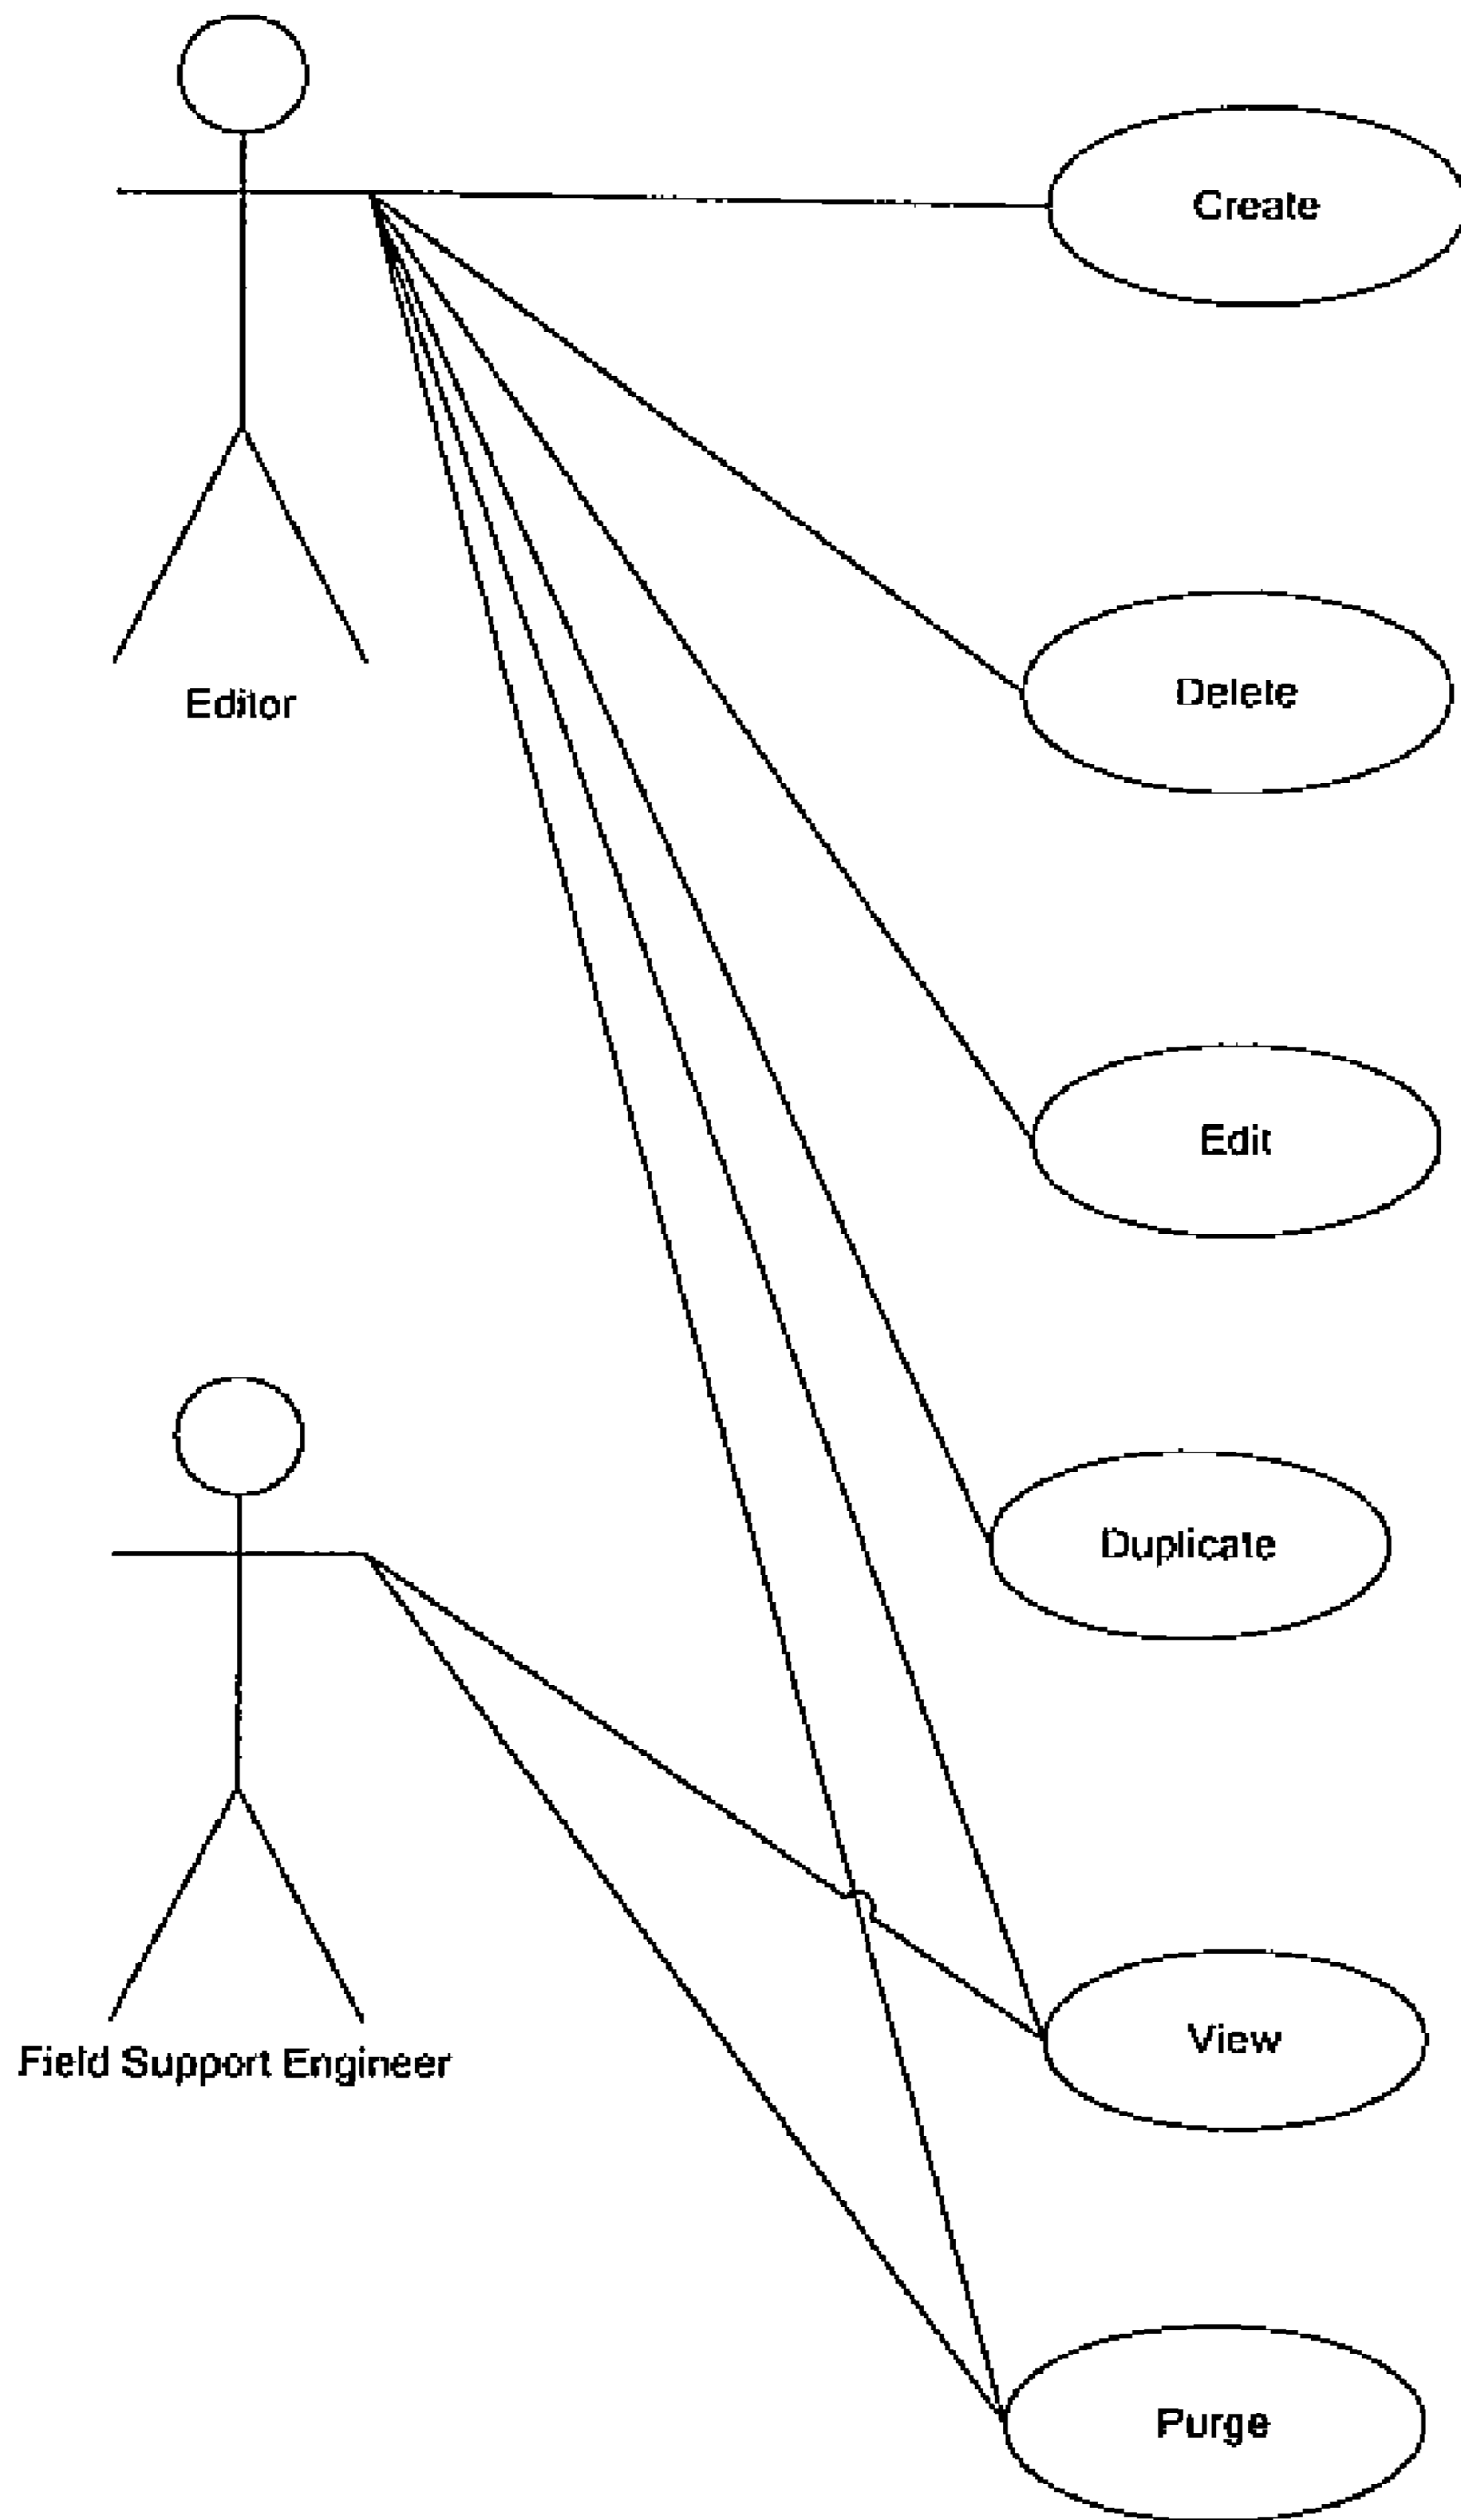 Create
Editor
Delete
Edit
Duplicate
View
Field Support Engineer
Purge